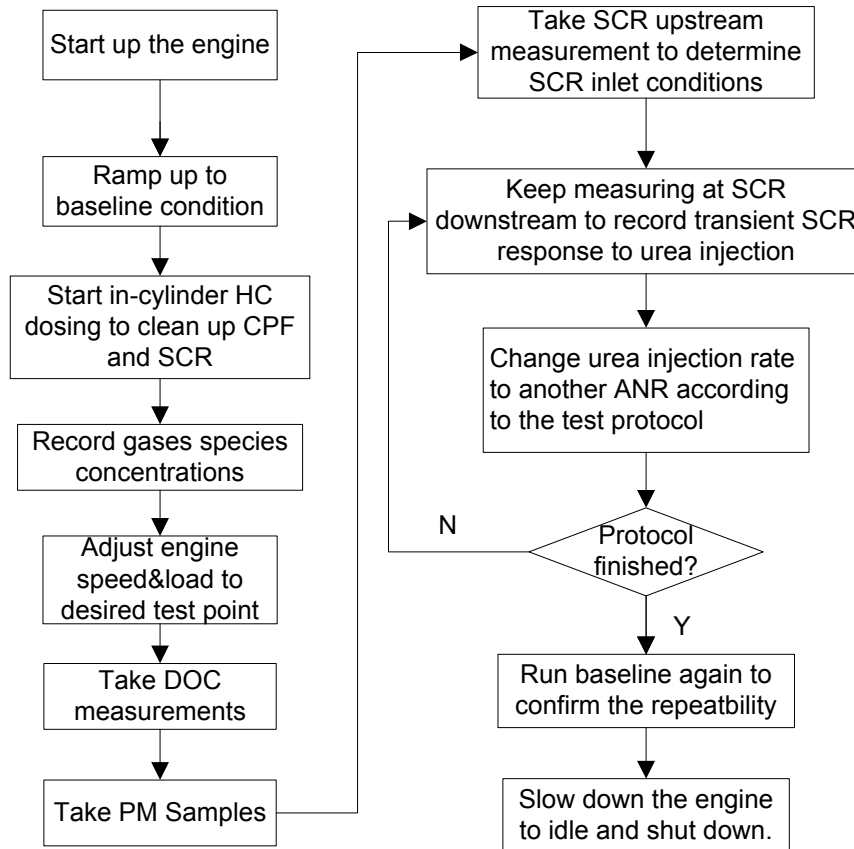 Start up the engine
Ramp up to
baseline condition
Start in-cylinder HC
dosing to clean up CPF
and SCR
Record gases species
concentrations
Adjust engine
speed&load to
desired test point
Take DOC
measurements
Take PM Samples
Take SCR upstream
measurement to determine
SCR inlet conditions
Keep measuring at SCR
downstream to record transient SCR
response to urea injection
Change urea injection rate
to another ANR according
to the test protocol
Protocol
finished?
N
Y
Run baseline again to
confirm the repeatbility
Slow down the engine
to idle and shut down.